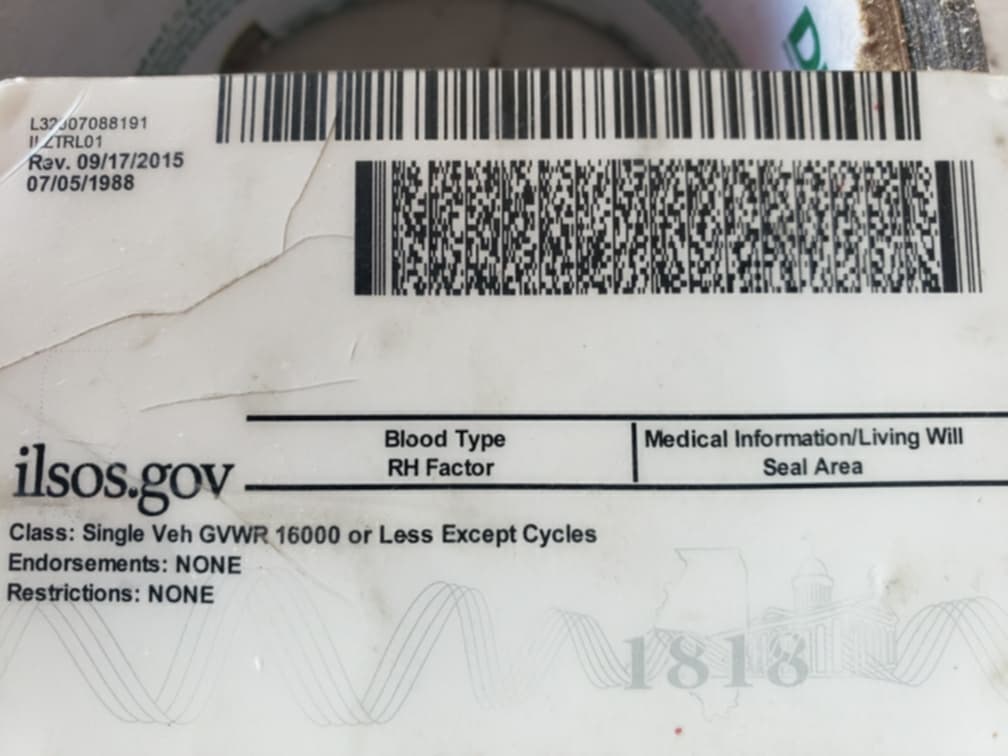 07088191
Rev. 09/17/2015
07/05/1988
Blood Type
RH Factor
Medical Information/Living Will
Seal Area
ilsos.gov
Class: Single Veh GVWR 16000 or Less Except Cycles
Endorsements: NONE
Restrictions: NONE
1818